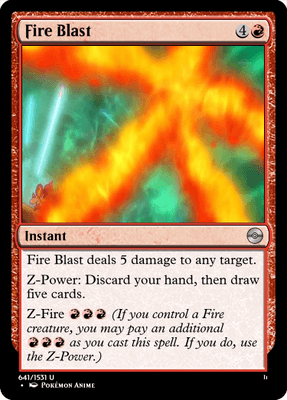 Fire Blast 4
Instant
Fire Blast deals 5 damage to any target.
Z-Power: Discard your hand, then draw
five cards.
Z-Fire (If you control a Fire
creature, you may pay an additional
as you cast this spell. If you do, use
the Z-Power.)
641/1531 U
• Pokémon Anime